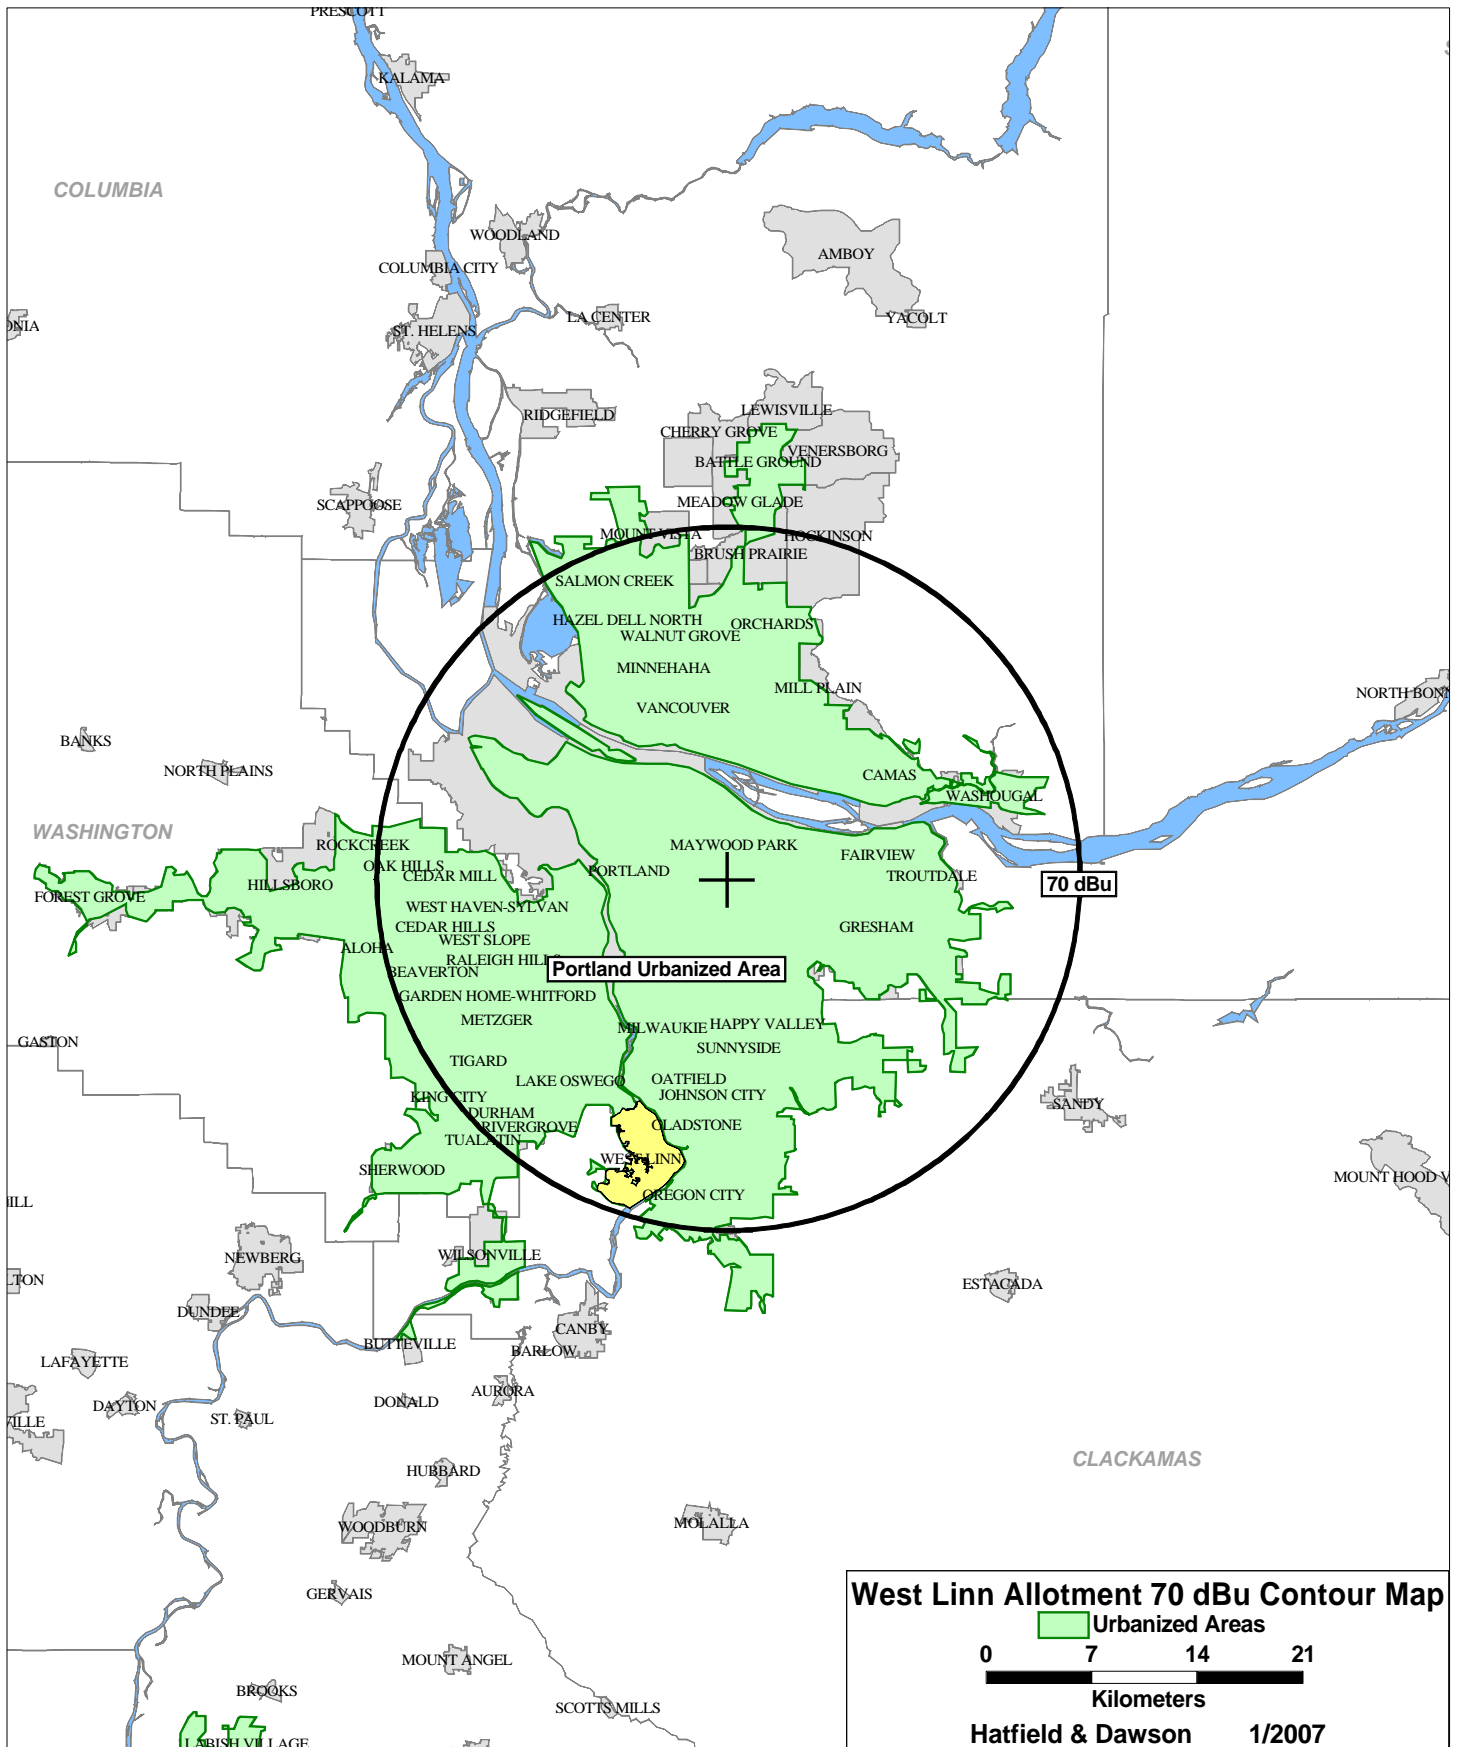 PRESCOTT
KALAMA
COLUMBIA
WOODLAND
AMBOY
COLUMBIA CITY
LA CENTER
YACOLT
ONIA
ST. HELENS
LEWISVILLE
RIDGEFIELD
CHERRY GROVE
VENERSBORG
BATTLE GROUND
SCAPPOOSE
MEADOW GLADE
MOUNT VISTA
HOCKINSON
BRUSH PRAIRIE
SALMON CREEK
HAZEL DELL NORTH
ORCHARDS
WALNUT GROVE
MINNEHAHA
MILL PLAIN
NORTH BONN
VANCOUVER
BANKS
NORTH PLAINS
CAMAS
WASHOUGAL
WASHINGTON
ROCKCREEK
MAYWOOD PARK
FAIRVIEW
OAK HILLS
CEDAR MILL
PORTLAND
TROUTDALE
HILLSBORO
70 dBu
FOREST GROVE
WEST HAVEN-SYLVAN
CEDAR HILLS
GRESHAM
WEST SLOPE
ALOHA
RALEIGH HILLS
BEAVERTON
Portland Urbanized Area
GARDEN HOME-WHITFORD
METZGER
MILWAUKIE
HAPPY VALLEY
GASTON
SUNNYSIDE
TIGARD
LAKE OSWEGO
OATFIELD
KING CITY
JOHNSON CITY
SANDY
DURHAM
RIVERGROVE
GLADSTONE
TUALATIN
WEST LINN
SHERWOOD
MOUNT HOOD V
OREGON CITY
ILL
NEWBERG
WILSONVILLE
LTON
ESTACADA
DUNDEE
CANBY
BUTTEVILLE
BARLOW
LAFAYETTE
AURORA
DAYTON
DONALD
VILLE
ST. PAUL
CLACKAMAS
HUBBARD
WOODBURN
MOLALLA
GERVAIS
West Linn Allotment 70 dBu Contour Map
Urbanized Areas
0 7 14 21
Kilometers
Hatfield & Dawson 1/2007
MOUNT ANGEL
BROOKS
SCOTTS MILLS
LABISH VILLAGE